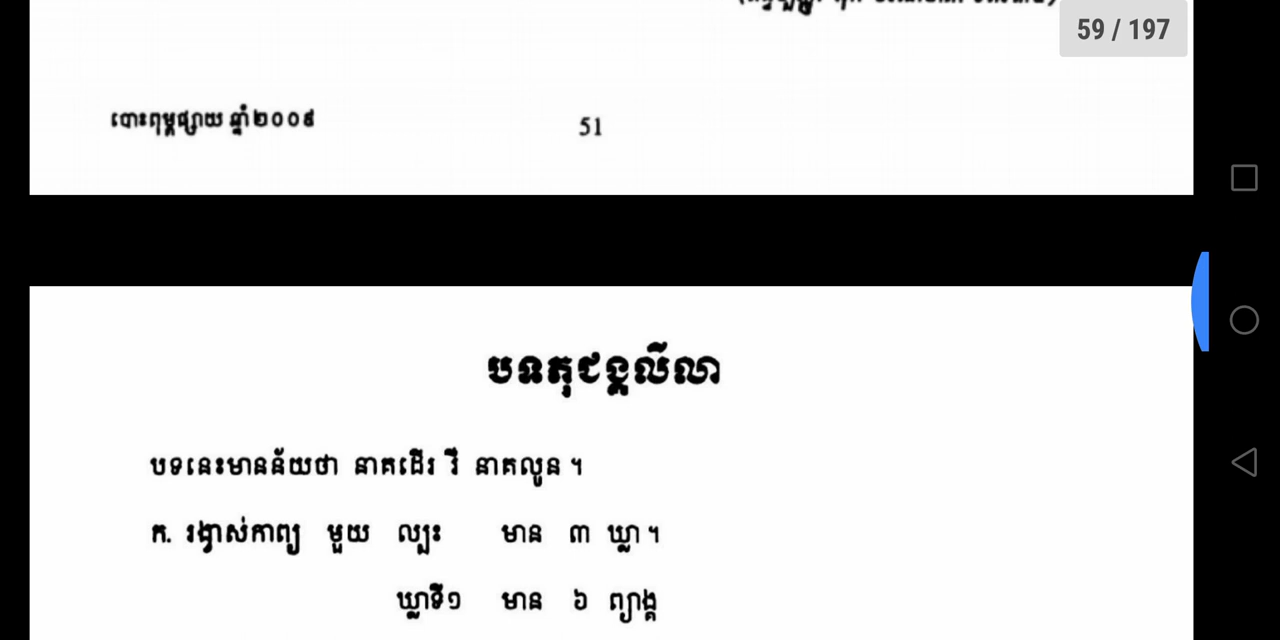 59 / 197
បោះពុម្ពផ្សាយ ឆ្នាំ២០០៩
51
បទភុជង្គលីលា
បទនេះមានន័យថា នាគដើរ រឺ នាគលូន ។
ក. រង្វាស់កាព្យ មួយ ល្បះ មាន ៣ ឃ្លា ។
ឃ្លាទី១ មាន ៦ ព្យាង្គ